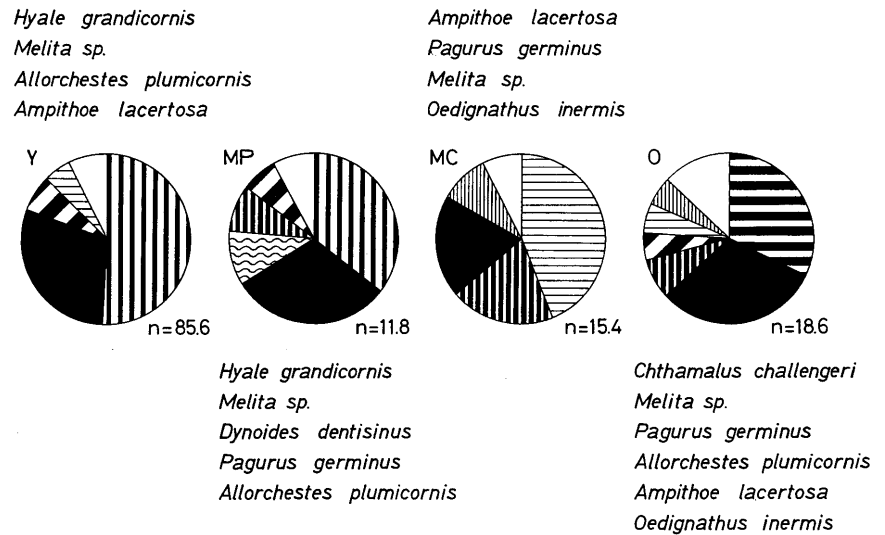 Hyale grandicornis
Melita sp.
Allorchestes plumicornis
Ampithoe lacertosa
Ampithoe lacertosa
Pagurus germinus
Melita sp.
Oedignathus inermis
Y
MP
MC
O
n=85.6
n=11.8
n=15.4
n=18.6
Hyale grandicornis
Melita sp.
Dynoides dentisinus
Pagurus germinus
Allorchestes plumicornis
Chthamalus challengeri
Melita sp.
Pagurus germinus
Allorchestes plumicornis
Ampithoe lacertosa
Oedignathus inermis